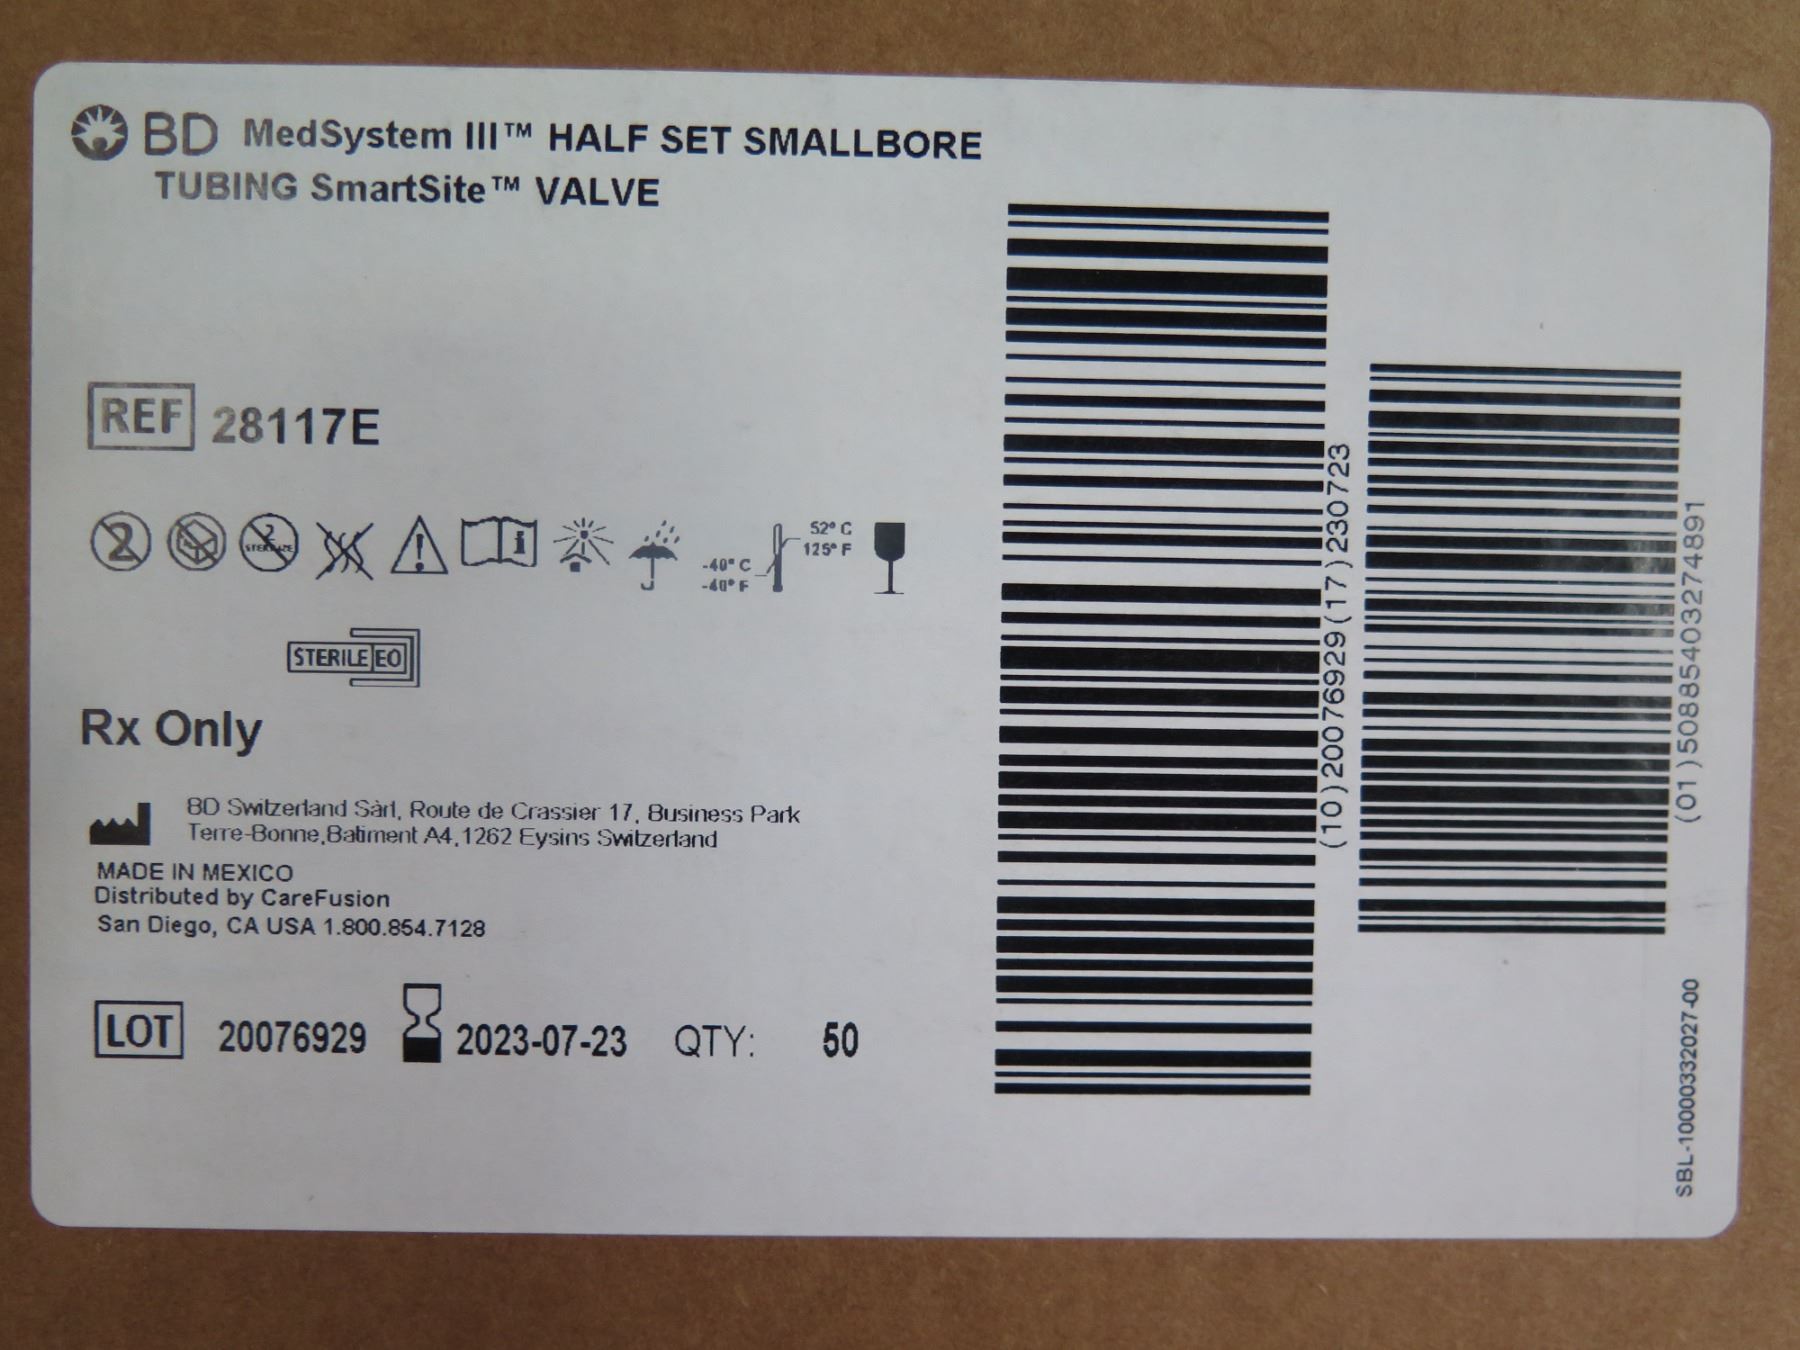 BD MedSystem III™ HALF SET SMALLBORE
TUBING SmartSite™ VALVE
REF 28117E
2
2
STERILIZE
-40° C
-40° F
52° C
125° F
STERILE EO
Rx Only
BD Switzerland Sàrl, Route de Crassier 17, Business Park
Terre-Bonne,Batiment A4,1262 Eysins Switzerland
MADE IN MEXICO
Distributed by CareFusion
San Diego, CA USA 1.800.854.7128
LOT 20076929 2023-07-23 QTY: 50
(10)20076929(17)230723
(01)50885403274891
SBL-10000332027-00